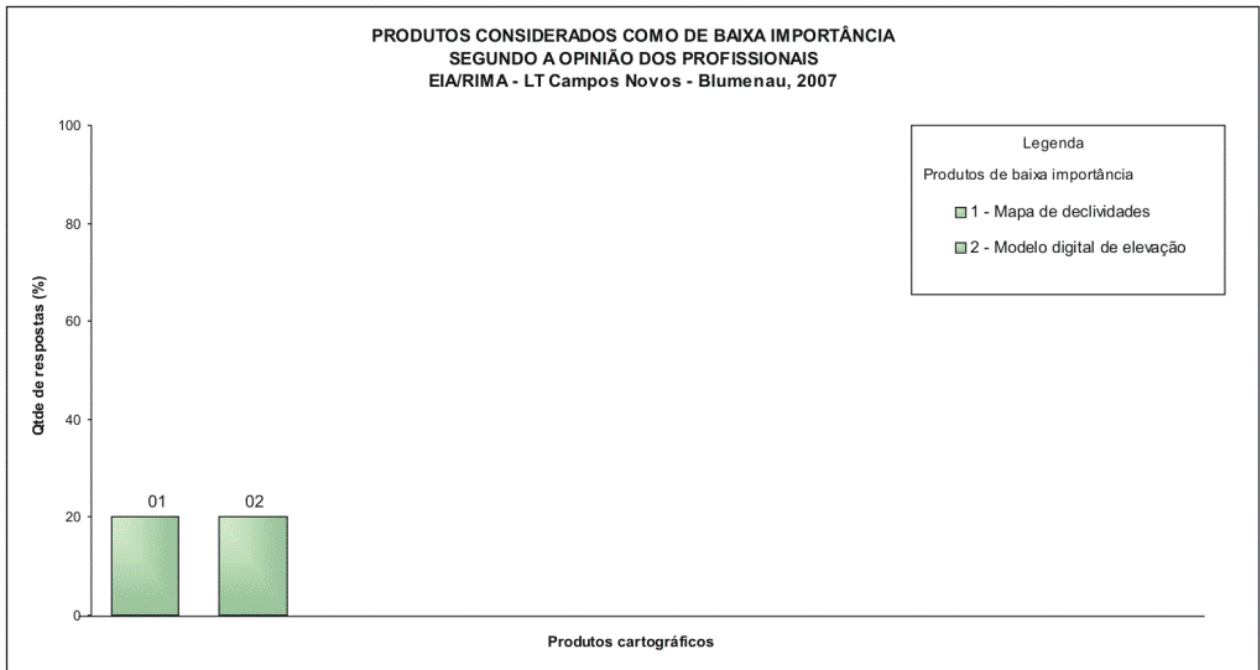 PRODUTOS CONSIDERADOS COMO DE BAIXA IMPORTÂNCIA
SEGUNDO A OPINIÃO DOS PROFISSIONAIS
EIA/RIMA - LT Campos Novos - Blumenau, 2007
100
80
60
40
20
0
Qtde de respostas (%)
01
02
Produtos cartográficos
Legenda
Produtos de baixa importância
1 - Mapa de declividades
2 - Modelo digital de elevação